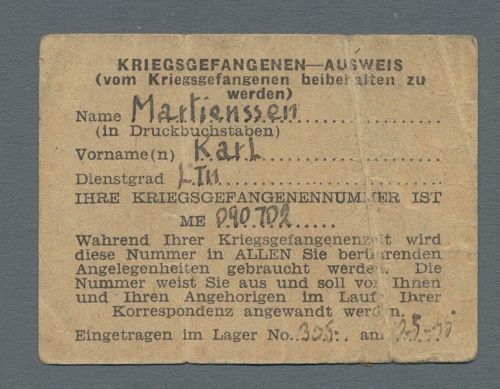 KRIEGSGEFANGENEN—AUSWEIS
(vom Kriegsgefangenen beibehalten zu
werden)
Name Martienssen
(in Druckbuchstaben)
Vorname(n) Karl
Dienstgrad LTn
IHRE KRIEGSGEFANGENENNUMMER IST
ME 090702
Wahrend Ihrer Kriegsgefangenenzeit wird
diese Nummer in ALLEN Sie beruhrenden
Angelegenheiten gebraucht werden. Die
Nummer weist Sie aus und soll von Ihnen
und Ihren Angehorigen im Laufe Ihrer
Korrespondenz angewandt werden.
Eingetragen im Lager No. 305. am